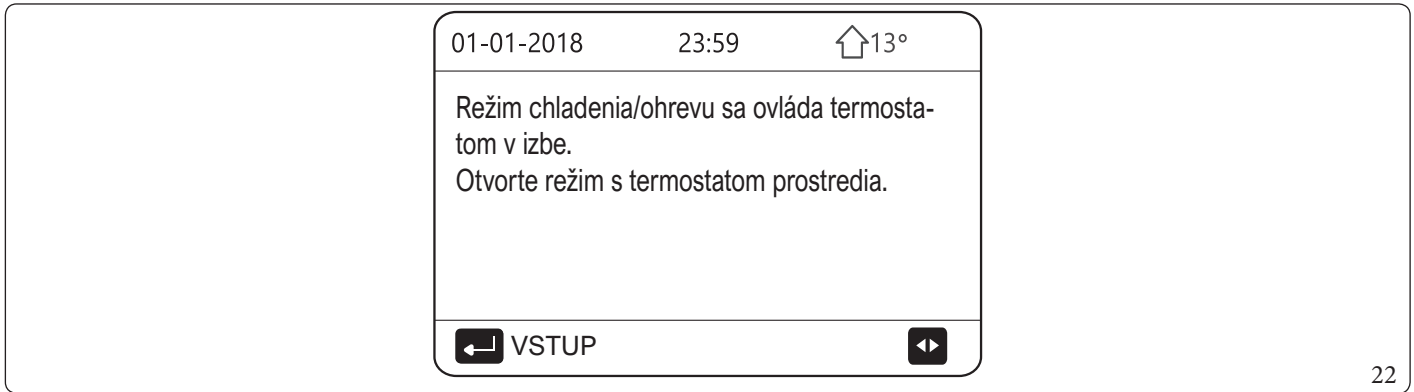 01-01-2018 23:59 13°
Režim chladenia/ohrevu sa ovláda termosta-
tom v izbe.
Otvorte režim s termostatom prostredia.
VSTUP
22